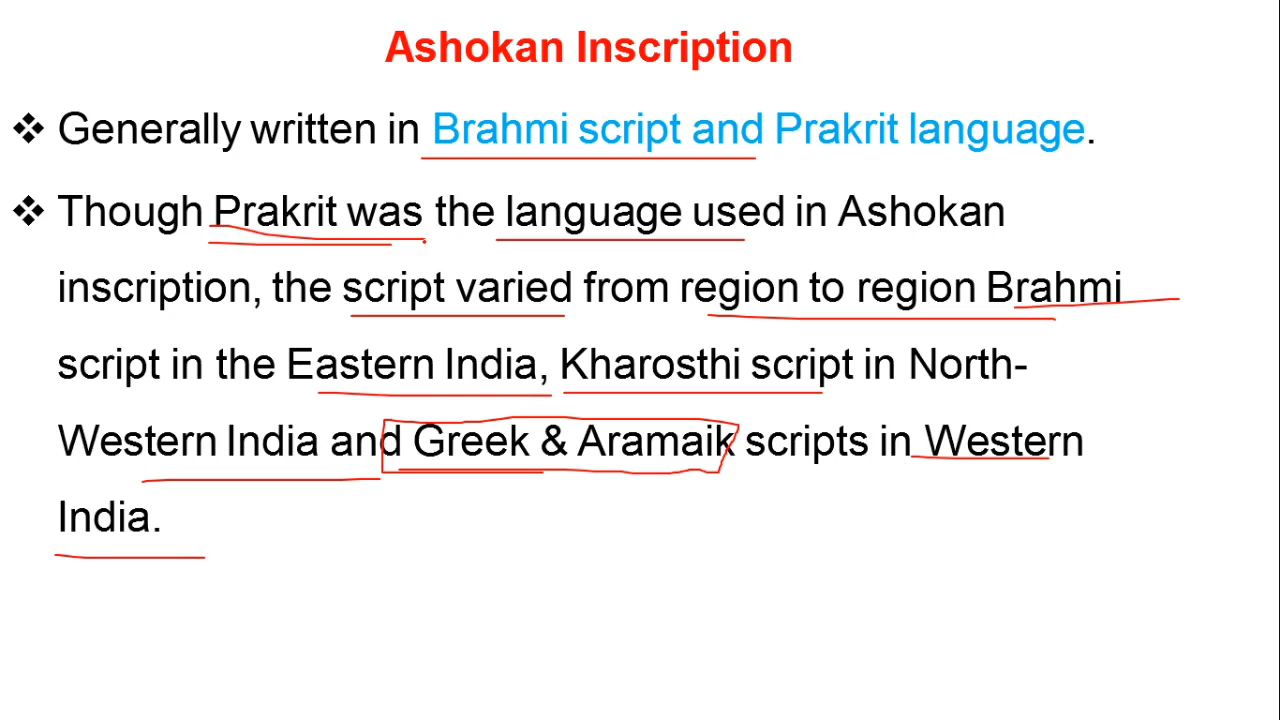 Ashokan Inscription
❖ Generally written in Brahmi script and Prakrit language.
❖ Though Prakrit was the language used in Ashokan
inscription, the script varied from region to region Brahmi
script in the Eastern India, Kharosthi script in North-
Western India and Greek & Aramaik scripts in Western
India.